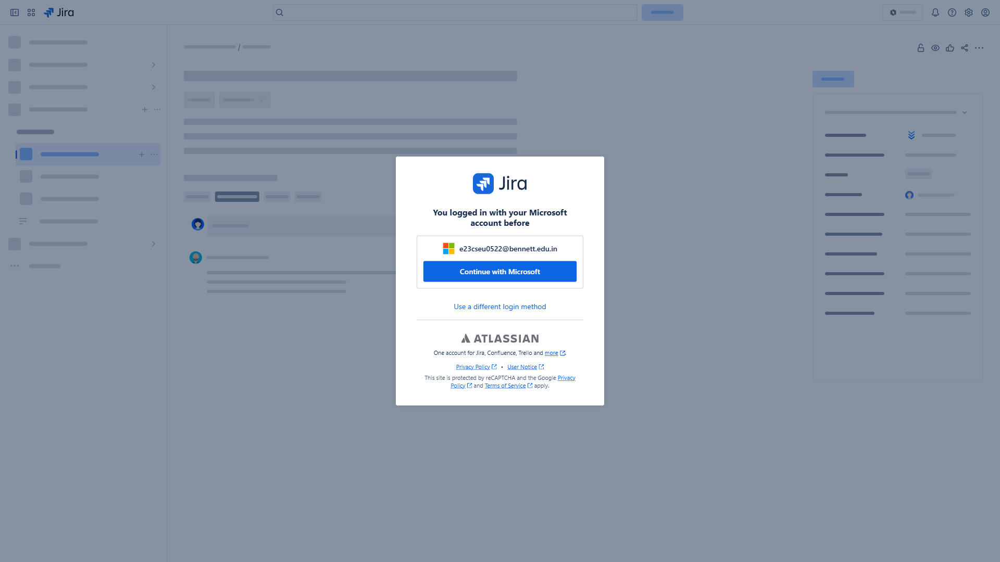 Jira
/
Jira
You logged in with your Microsoft
account before
e23cseu0522@bennett.edu.in
Continue with Microsoft
Use a different login method
ATLASSIAN
One account for Jira, Confluence, Trello and more.
Privacy Policy • User Notice
This site is protected by reCAPTCHA and the Google Privacy
Policy and Terms of Service apply.